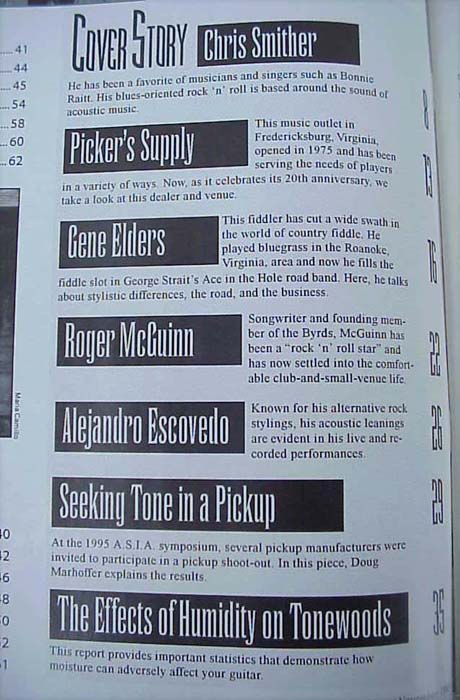 COVER STORY Chris Smither
He has been a favorite of musicians and singers such as Bonnie
Raitt. His blues-oriented rock 'n' roll is based around the sound of
acoustic music.
8
Picker's Supply
This music outlet in
Fredericksburg, Virginia,
opened in 1975 and has been
serving the needs of players
in a variety of ways. Now, as it celebrates its 20th anniversary, we
take a look at this dealer and venue.
13
Gene Elders
This fiddler has cut a wide swath in
the world of country fiddle. He
played bluegrass in the Roanoke,
Virginia, area and now he fills the
fiddle slot in George Strait's Ace in the Hole road band. Here, he talks
about stylistic differences, the road, and the business.
16
Roger McGuinn
Songwriter and founding mem-
ber of the Byrds, McGuinn has
been a "rock 'n' roll star" and
has now settled into the comfort-
able club-and-small-venue life.
22
Alejandro Escovedo
Known for his alternative rock
stylings, his acoustic leanings
are evident in his live and re-
corded performances.
26
Seeking Tone in a Pickup
29
At the 1995 A.S.I.A. symposium, several pickup manufacturers were
invited to participate in a pickup shoot-out. In this piece, Doug
Marhoffer explains the results.
The Effects of Humidity on Tonewoods
35
This report provides important statistics that demonstrate how
moisture can adversely affect your guitar.
.... 41
... 44
... 45
... 54
...58
...60
...62
Maria Camillo